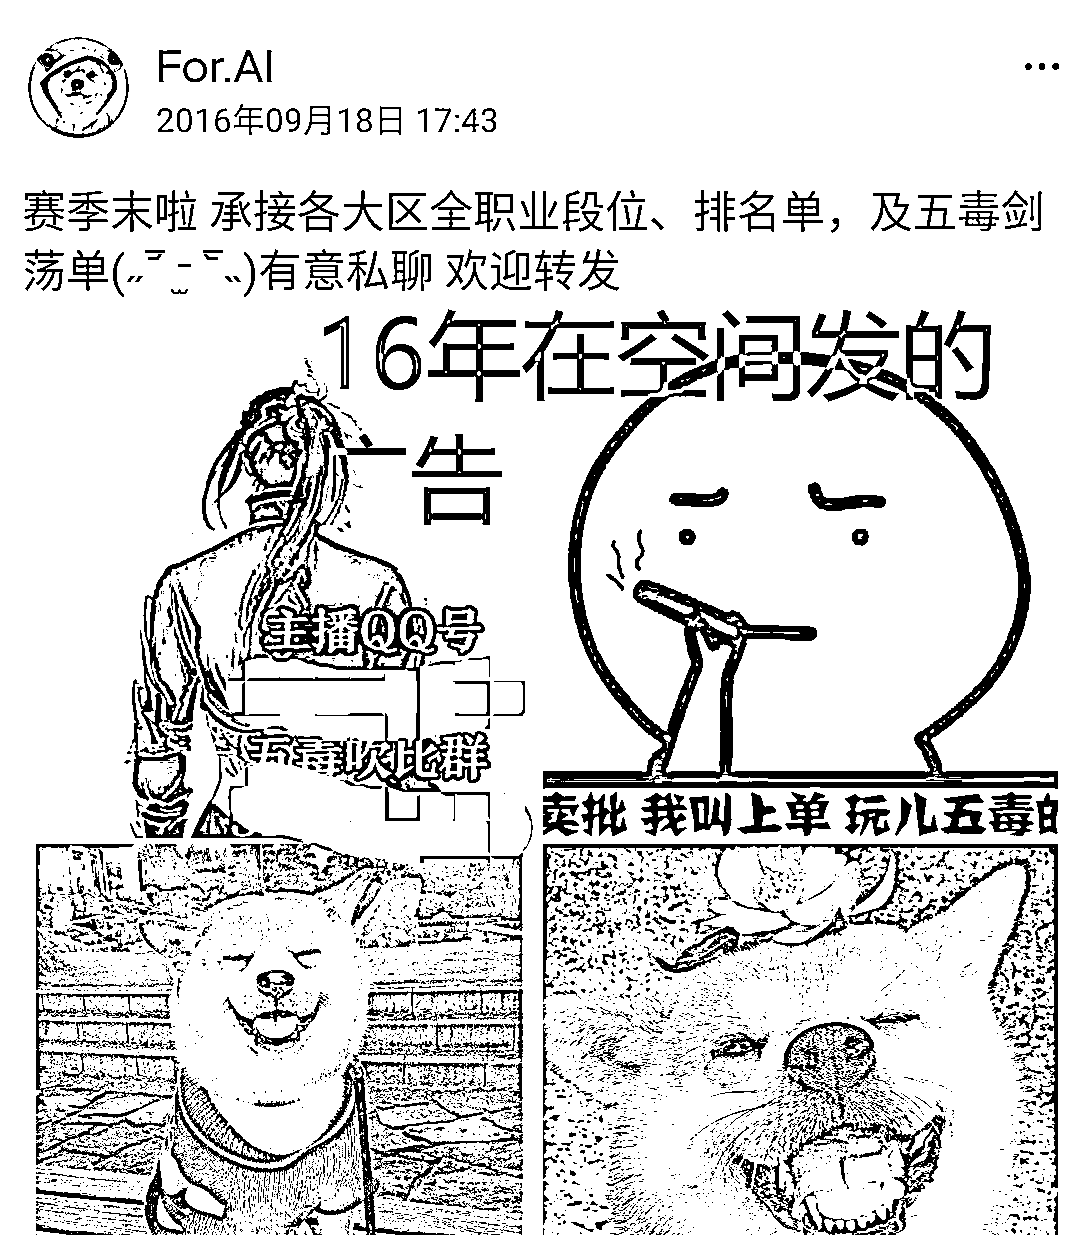 For.AI
2016年09月18日 17:43
赛季末啦 承接各大区全职业段位、排名单，及五毒剑
荡单(˶‾᷄ ⁻̫ ‾᷅˵)有意私聊 欢迎转发
16年在空间发的
广告
主播QQ号
五毒吹比群
卖批 我叫上单 玩儿五毒的